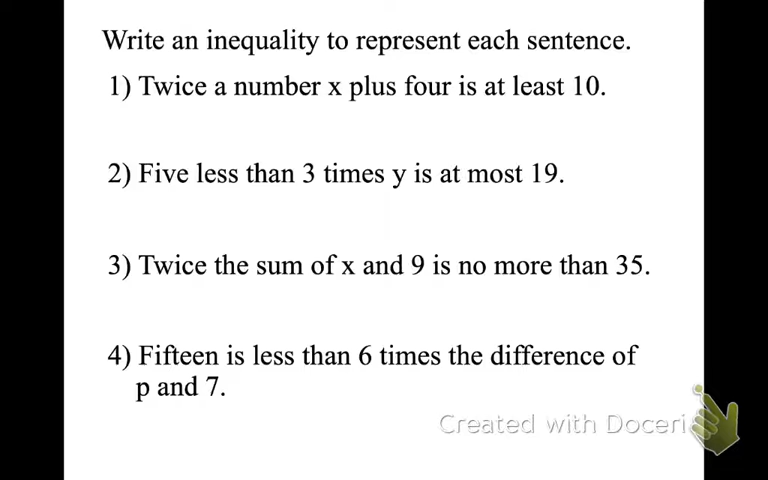 Write an inequality to represent each sentence.
1) Twice a number x plus four is at least 10.
2) Five less than 3 times y is at most 19.
3) Twice the sum of x and 9 is no more than 35.
4) Fifteen is less than 6 times the difference of
p and 7.
Created with Doceri